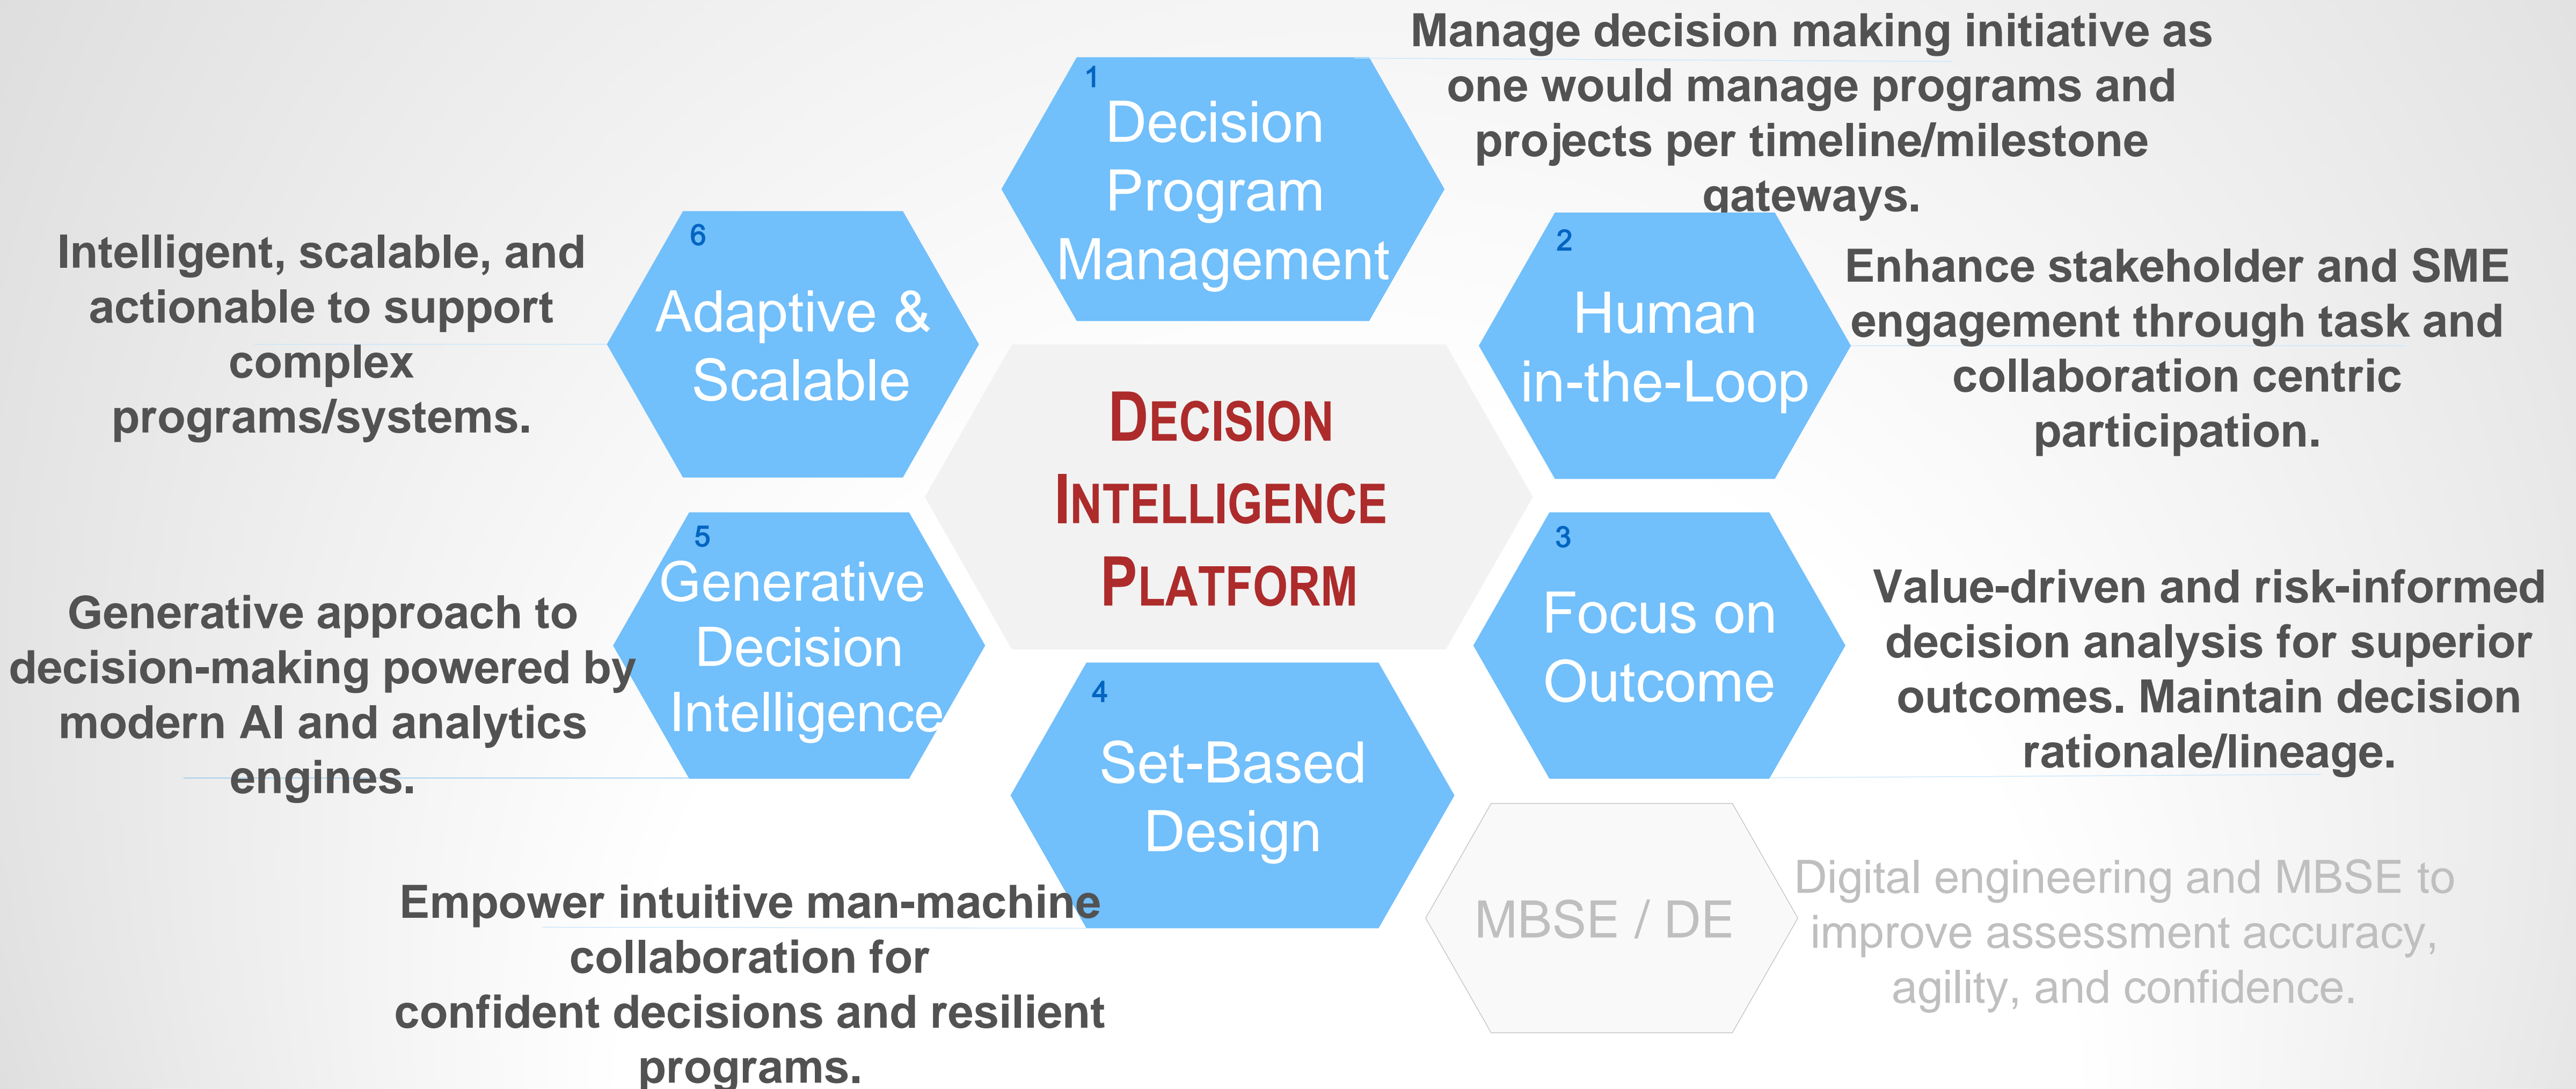 Manage decision making initiative as
one would manage programs and
projects per timeline/milestone
gateways.
1
Decision
Program
Management
2
Human
in-the-Loop
Enhance stakeholder and SME
engagement through task and
collaboration centric
participation.
3
Focus on
Outcome
Value-driven and risk-informed
decision analysis for superior
outcomes. Maintain decision
rationale/lineage.
4
Set-Based
Design
Empower intuitive man-machine
collaboration for
confident decisions and resilient
programs.
5
Generative
Decision
Intelligence
Generative approach to
decision-making powered by
modern AI and analytics
engines.
6
Adaptive &
Scalable
Intelligent, scalable, and
actionable to support
complex
programs/systems.
DECISION
INTELLIGENCE
PLATFORM
MBSE / DE
Digital engineering and MBSE to
improve assessment accuracy,
agility, and confidence.